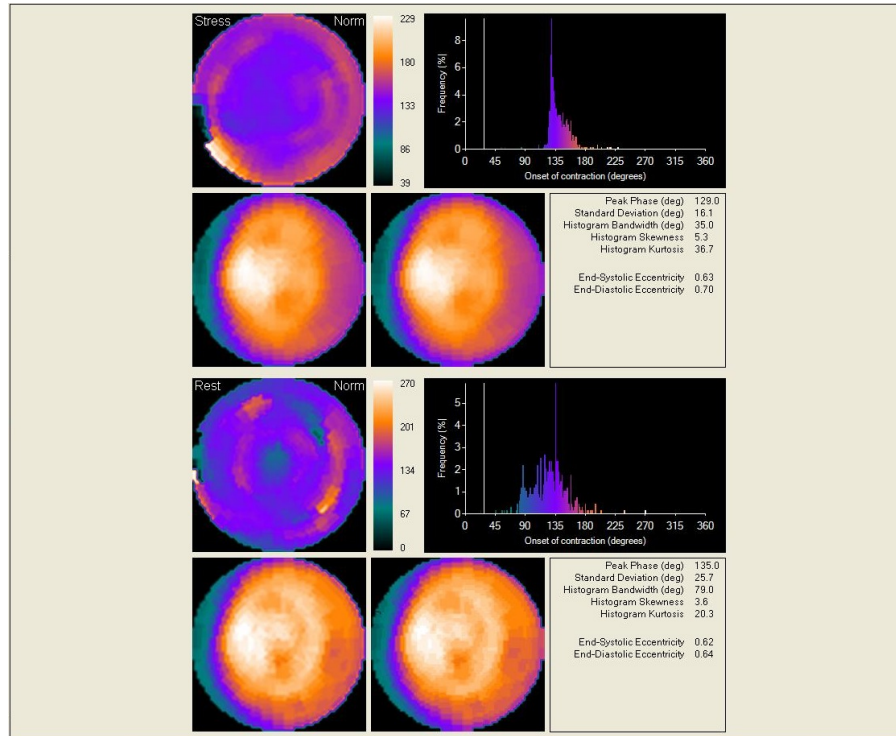 Stress Norm
229
180
133
86
39
Frequency (%)
8
6
4
2
0
0 45 90 135 180 225 270 315 360
Onset of contraction (degrees)
Peak Phase (deg) 129.0
Standard Deviation (deg) 16.1
Histogram Bandwidth (deg) 35.0
Histogram Skewness 5.3
Histogram Kurtosis 36.7
End-Systolic Eccentricity 0.63
End-Diastolic Eccentricity 0.70
Rest Norm
270
201
134
67
0
Frequency (%)
5
4
3
2
1
0
0 45 90 135 180 225 270 315 360
Onset of contraction (degrees)
Peak Phase (deg) 135.0
Standard Deviation (deg) 25.7
Histogram Bandwidth (deg) 79.0
Histogram Skewness 3.6
Histogram Kurtosis 20.3
End-Systolic Eccentricity 0.62
End-Diastolic Eccentricity 0.64